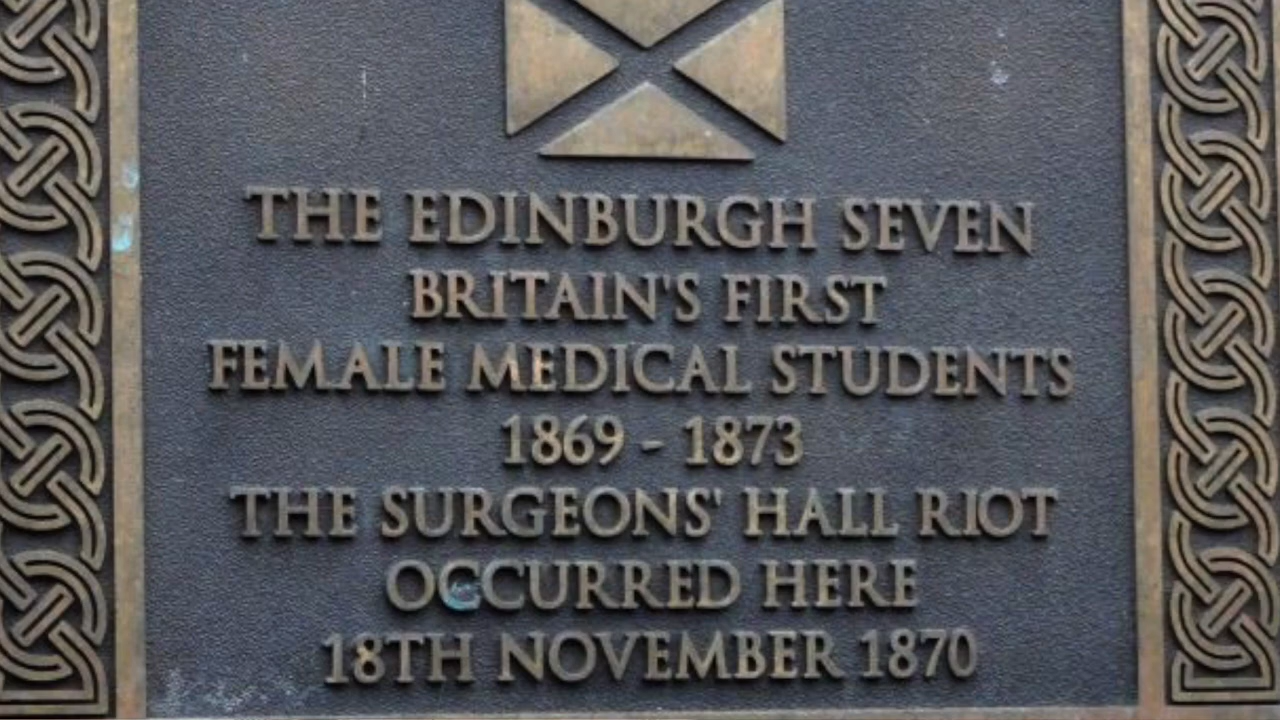 THE EDINBURGH SEVEN
BRITAIN'S FIRST
FEMALE MEDICAL STUDENTS
1869 - 1873
THE SURGEONS' HALL RIOT
OCCURRED HERE
18TH NOVEMBER 1870